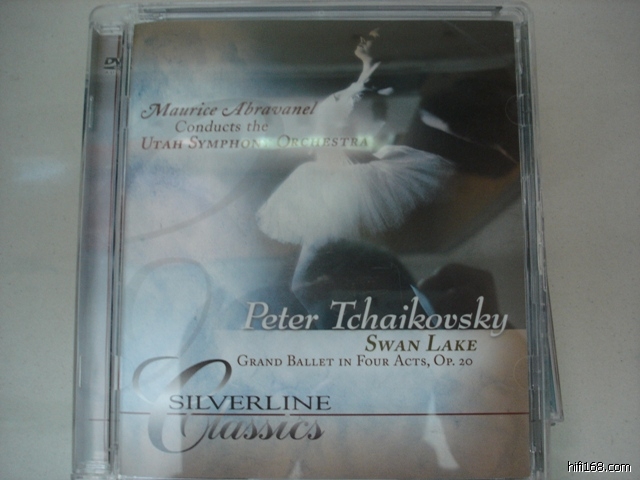 Maurice Abravanel
Conducts the
Utah Symphony Orchestra
Peter Tchaikovsky
Swan Lake
Grand Ballet in Four Acts, Op. 20
SILVERLINE
Classics
hifi168.com